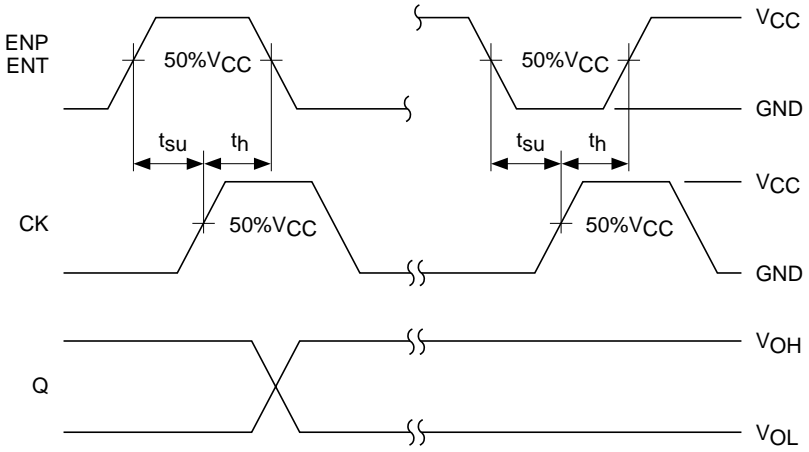 ENP
ENT
50%VCC
50%VCC
VCC
GND
tsu
th
tsu
th
CK
50%VCC
50%VCC
VCC
GND
Q
VOH
VOL